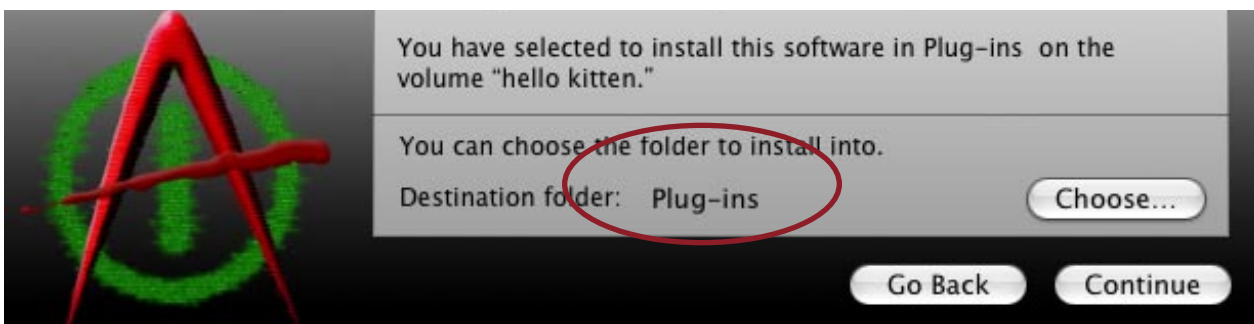 You have selected to install this software in Plug-ins on the
volume “hello kitten.”
You can choose the folder to install into.
Destination folder: Plug-ins
Choose...
Go Back
Continue